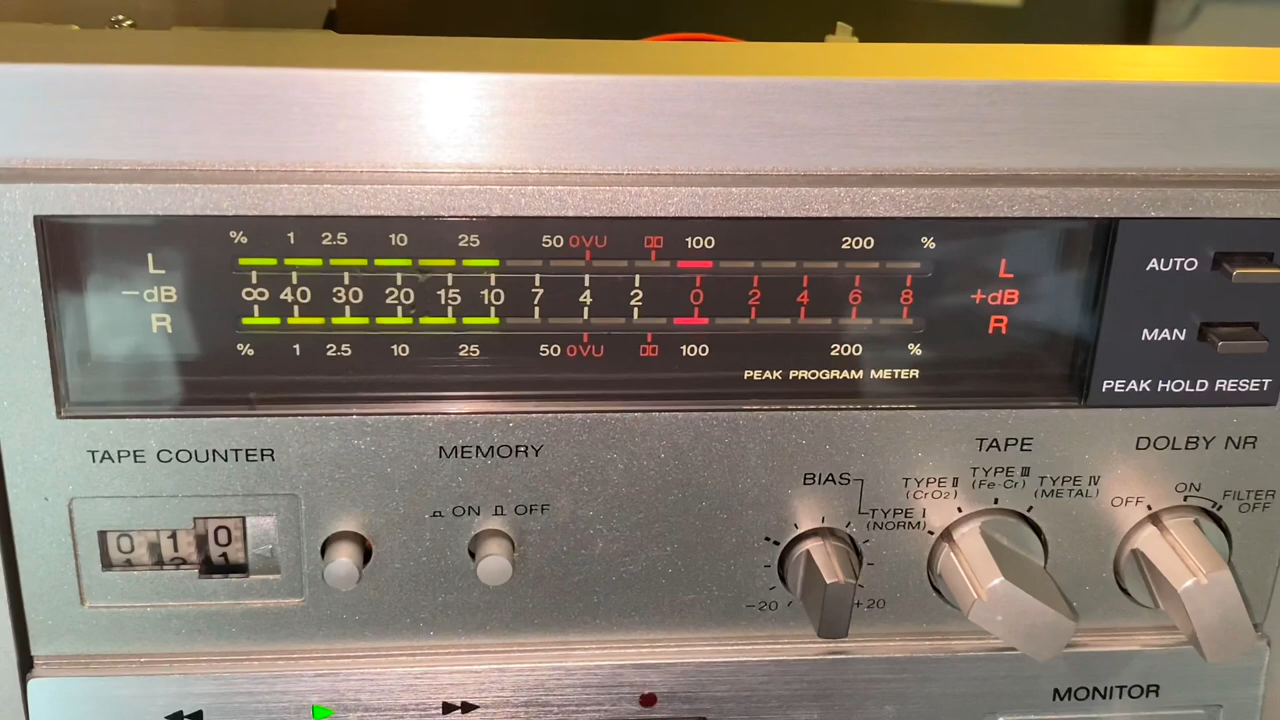 % 1 2.5 10 25 50 0VU 100 200 %
L L
AUTO
−dB ∞ 40 30 20 15 10 7 4 2 0 2 4 6 8 +dB
R R
MAN
% 1 2.5 10 25 50 0VU 100 200 %
PEAK PROGRAM METER
PEAK HOLD RESET
TAPE COUNTER
MEMORY
TAPE
DOLBY NR
BIAS
TYPE II
(CrO2)
TYPE III
(Fe-Cr)
TYPE IV
(METAL)
TYPE I
(NORM)
OFF
ON
FILTER
OFF
ON OFF
0 1 0
−20 +20
MONITOR